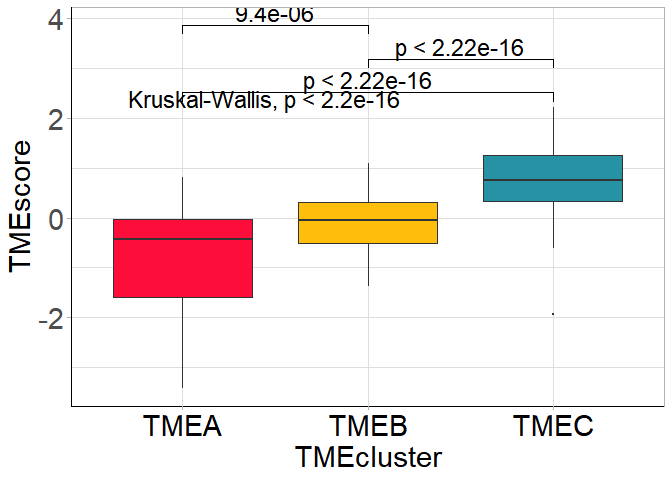 4
9.4e-06
p < 2.22e-16
p < 2.22e-16
Kruskal-Wallis, p < 2.2e-16
2
TMEscore
0
-2
TMEA TMEB TMEC
TMEcluster